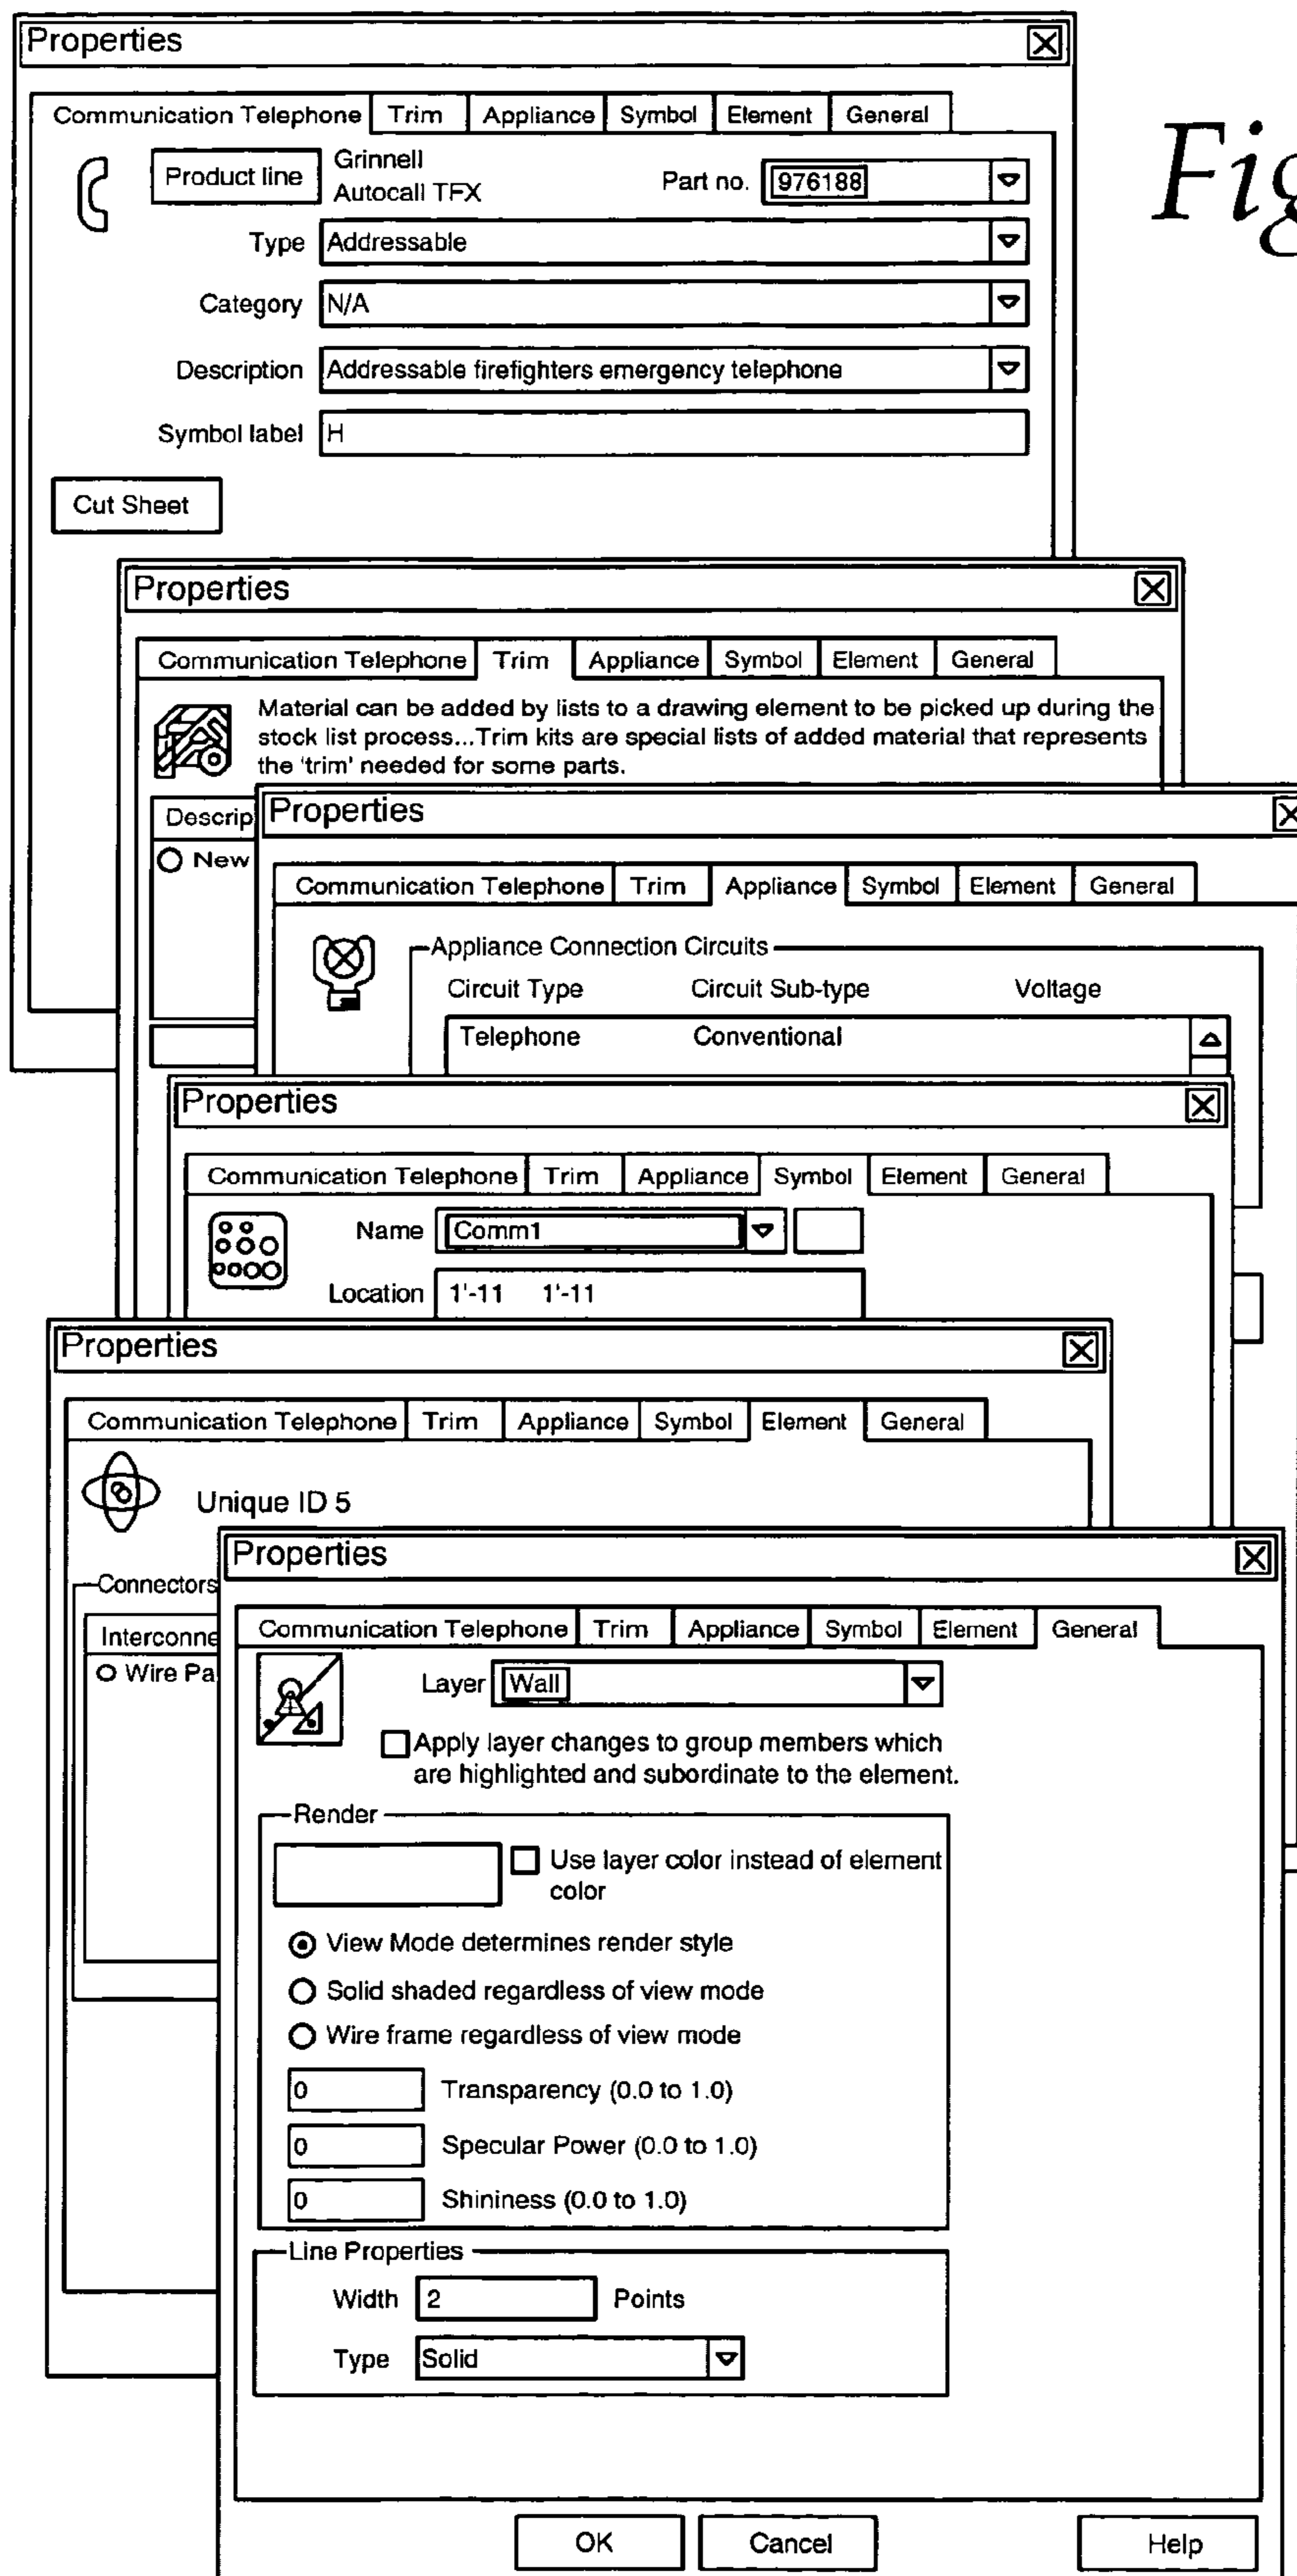 Properties
Communication Telephone Trim Appliance Symbol Element General
Product line Grinnell
Autocall TFX
Part no. 976188
Type Addressable
Category N/A
Description Addressable firefighters emergency telephone
Symbol label H
Cut Sheet
Properties
Communication Telephone Trim Appliance Symbol Element General
Material can be added by lists to a drawing element to be picked up during the
stock list process...Trim kits are special lists of added material that represents
the 'trim' needed for some parts.
Descrip
New
Properties
Communication Telephone Trim Appliance Symbol Element General
Appliance Connection Circuits
Circuit Type Circuit Sub-type Voltage
Telephone Conventional
Properties
Communication Telephone Trim Appliance Symbol Element General
Name Comm1
Location 1'-11 1'-11
Properties
Communication Telephone Trim Appliance Symbol Element General
Unique ID 5
Connectors
Interconne
Wire Pa
Properties
Communication Telephone Trim Appliance Symbol Element General
Layer Wall
Apply layer changes to group members which
are highlighted and subordinate to the element.
Render
Use layer color instead of element
color
View Mode determines render style
Solid shaded regardless of view mode
Wire frame regardless of view mode
0 Transparency (0.0 to 1.0)
0 Specular Power (0.0 to 1.0)
0 Shininess (0.0 to 1.0)
Line Properties
Width 2 Points
Type Solid
OK Cancel Help
Fig